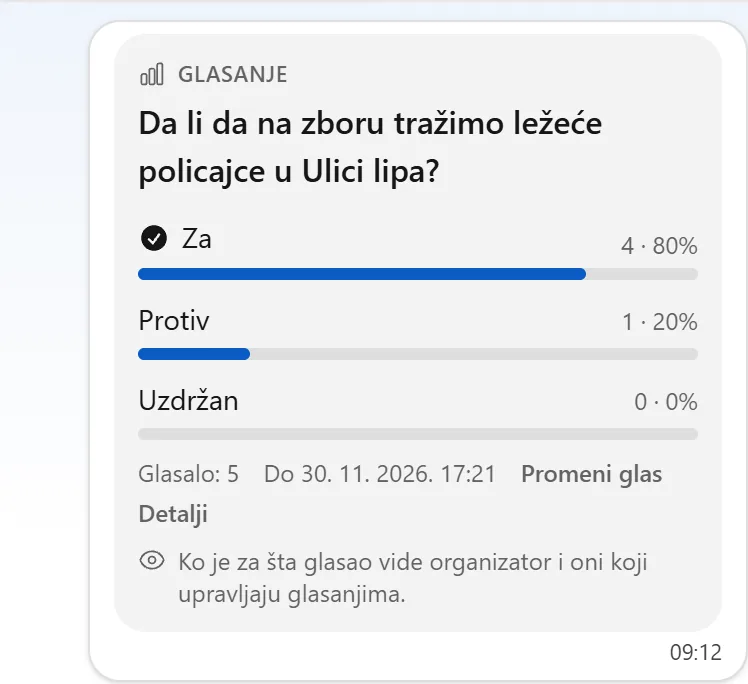 GLASANJE
Da li da na zboru tražimo ležeće
policajce u Ulici lipa?
Za
4 · 80%
Protiv
1 · 20%
Uzdržan
0 · 0%
Glasalo: 5 Do 30. 11. 2026. 17:21 Promeni glas
Detalji
Ko je za šta glasao vide organizator i oni koji
upravljaju glasanjima.
09:12